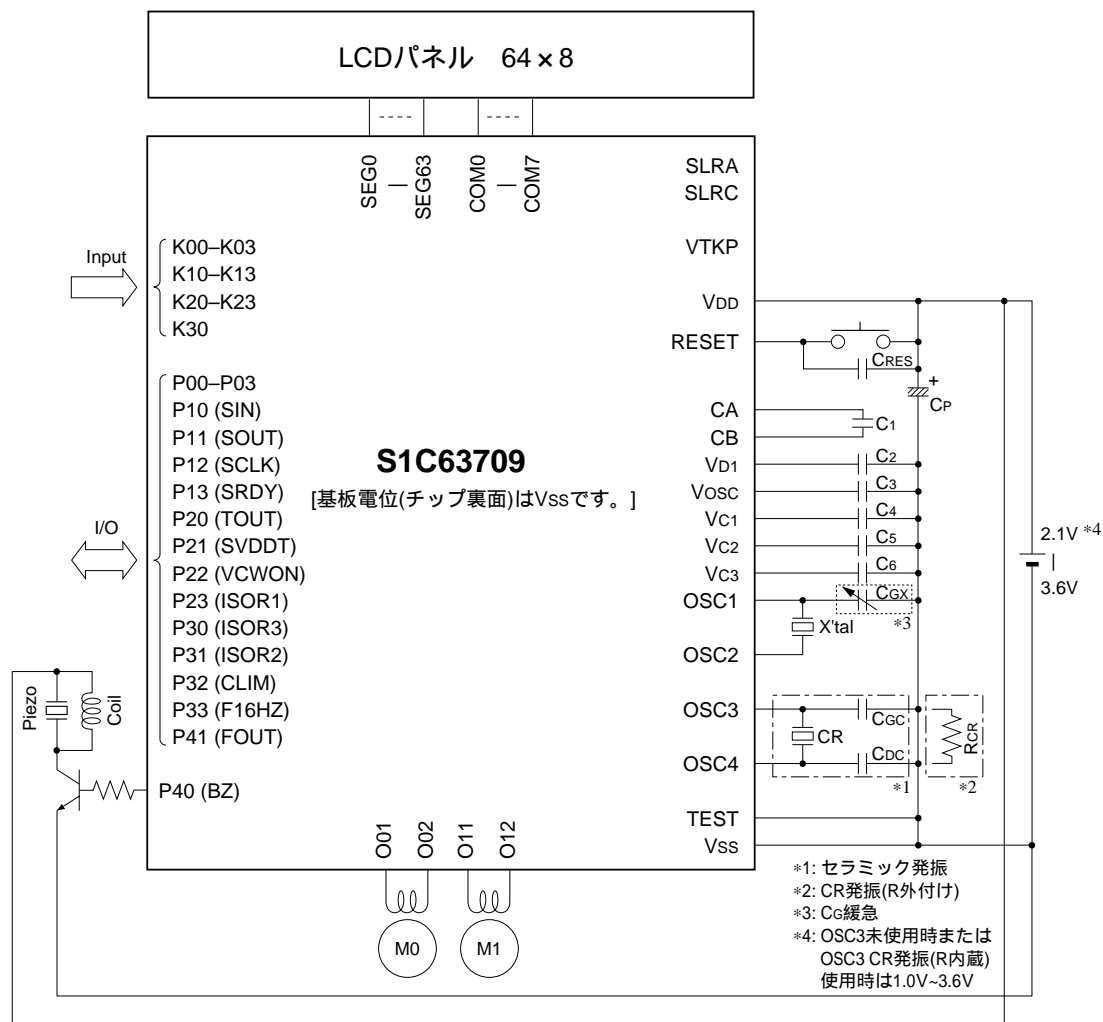 LCDパネル 64×8
SEG0
SEG63
COM0
COM7
SLRA
SLRC
VTKP
VDD
RESET
CA
CB
VD1
VOSC
VC1
VC2
VC3
OSC1
OSC2
OSC3
OSC4
TEST
VSS
Input
K00–K03
K10–K13
K20–K23
K30
I/O
P00–P03
P10 (SIN)
P11 (SOUT)
P12 (SCLK)
P13 (SRDY)
P20 (TOUT)
P21 (SVDDT)
P22 (VCWON)
P23 (ISOR1)
P30 (ISOR3)
P31 (ISOR2)
P32 (CLIM)
P33 (F16HZ)
P41 (FOUT)
P40 (BZ)
Piezo
Coil
S1C63709
[基板電位(チップ裏面)はVSSです。]
O01
O02
O11
O12
M0
M1
CRES
+
CP
C1
C2
C3
C4
C5
C6
CGX
*3
X'tal
CR
CGC
CDC
*1
RCR
*2
2.1V *4
|
3.6V
*1: セラミック発振
*2: CR発振(R外付け)
*3: CG緩急
*4: OSC3未使用時または
OSC3 CR発振(R内蔵)
使用時は1.0V~3.6V